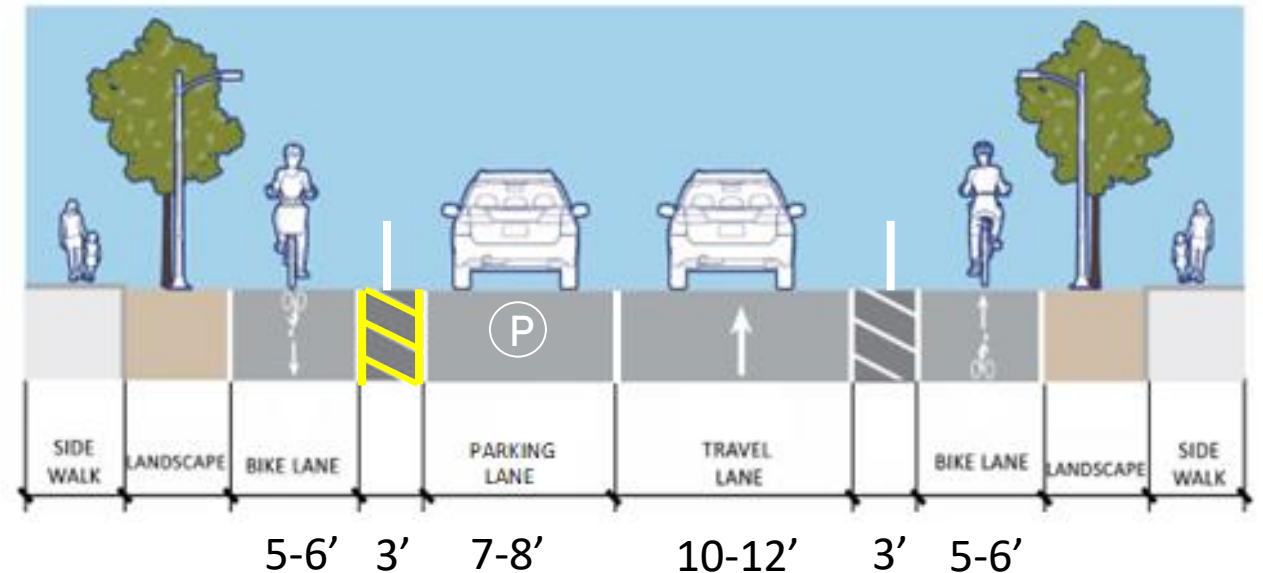 P
SIDE
WALK
LANDSCAPE
BIKE LANE
PARKING
LANE
TRAVEL
LANE
BIKE LANE
LANDSCAPE
SIDE
WALK
5-6’ 3’ 7-8’ 10-12’ 3’ 5-6’